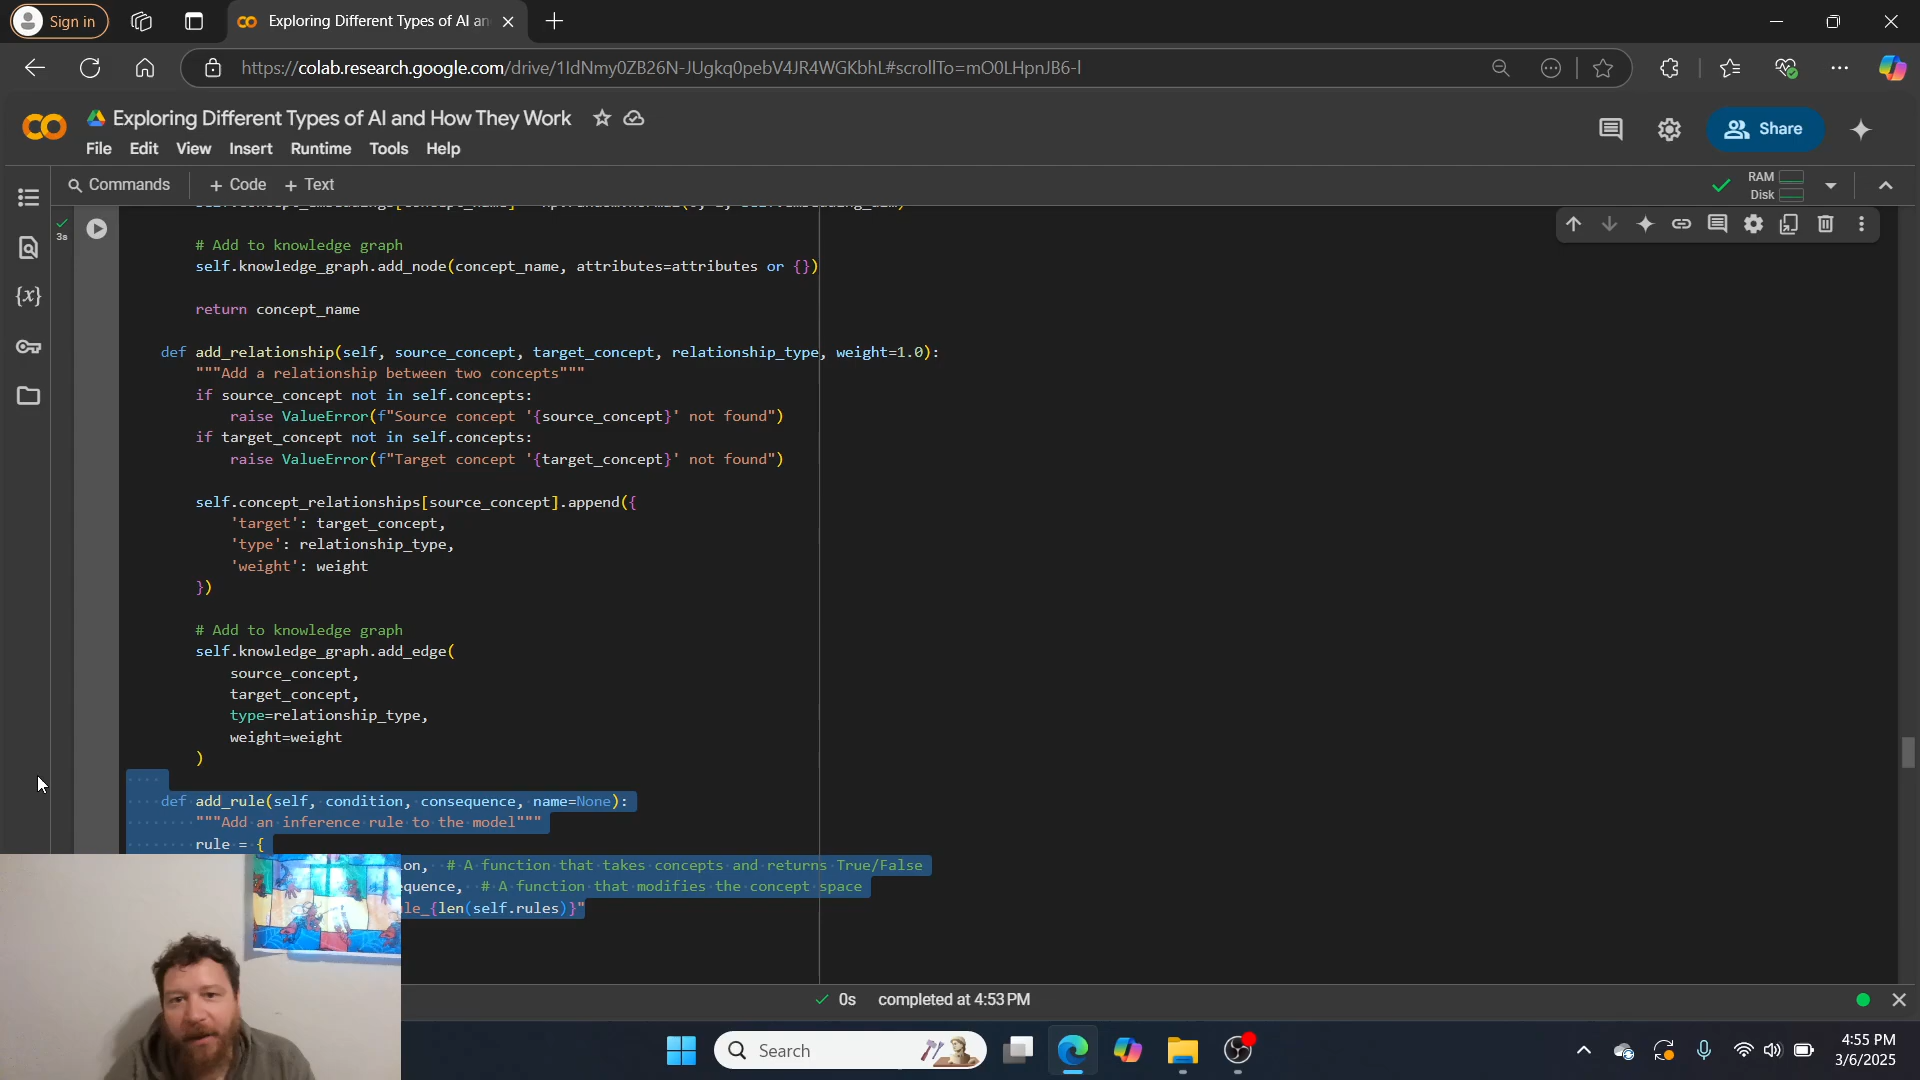 Sign in
Exploring Different Types of AI an
https://colab.research.google.com/drive/1IdNmy0ZB26N-JUgkq0pebV4JR4WGKbhL#scrollTo=mO0LHpnJB6-l
Exploring Different Types of AI and How They Work
File Edit View Insert Runtime Tools Help
Share
Commands + Code + Text
RAM
Disk
3s
# Add to knowledge graph
self.knowledge_graph.add_node(concept_name, attributes=attributes or {})
return concept_name
def add_relationship(self, source_concept, target_concept, relationship_type, weight=1.0):
"""Add a relationship between two concepts"""
if source_concept not in self.concepts:
raise ValueError(f"Source concept '{source_concept}' not found")
if target_concept not in self.concepts:
raise ValueError(f"Target concept '{target_concept}' not found")
self.concept_relationships[source_concept].append({
'target': target_concept,
'type': relationship_type,
'weight': weight
})
# Add to knowledge graph
self.knowledge_graph.add_edge(
source_concept,
target_concept,
type=relationship_type,
weight=weight
)
def add_rule(self, condition, consequence, name=None):
"""Add an inference rule to the model"""
rule = {
on, # A function that takes concepts and returns True/False
equence, # A function that modifies the concept space
le_{len(self.rules)}"
0s completed at 4:53 PM
Search
4:55 PM
3/6/2025